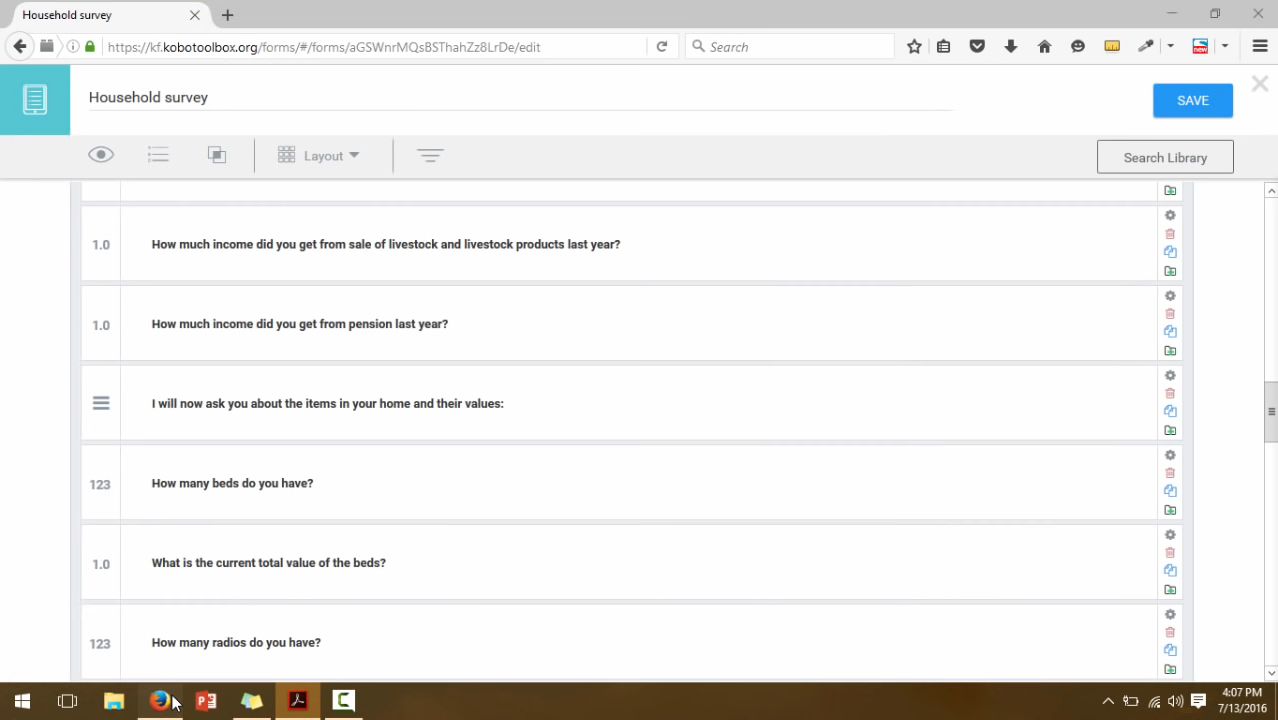 Household survey
https://kf.kobotoolbox.org/forms/#/forms/aGSWnrMQsBSThahZz8LrDe/edit
Search
new
Household survey
SAVE
Layout
Search Library
1.0 How much income did you get from sale of livestock and livestock products last year?
1.0 How much income did you get from pension last year?
I will now ask you about the items in your home and their values:
123 How many beds do you have?
1.0 What is the current total value of the beds?
123 How many radios do you have?
4:07 PM
7/13/2016